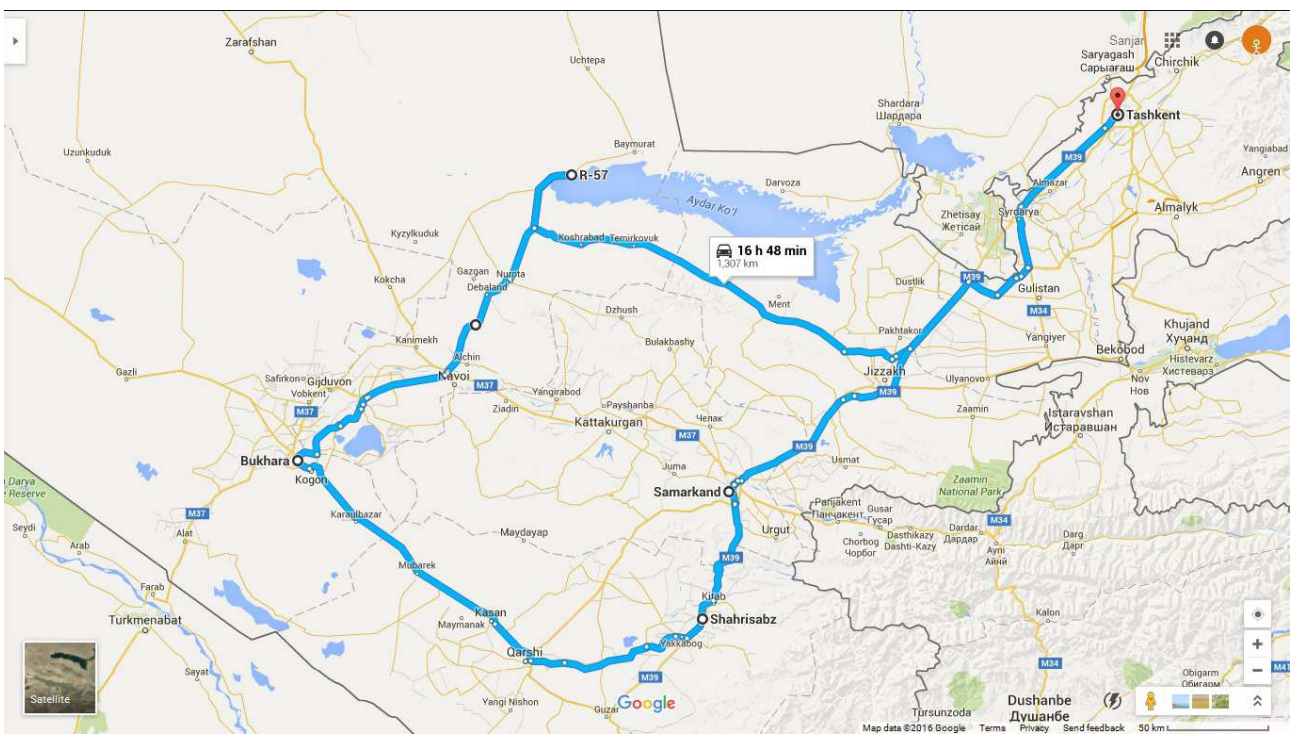 Zarafshan
Uchtepa
Sanjar
Saryagash
Сарыағаш
Chirchik
Shardara
Шардара
Tashkent
Uzunkuduk
Baymurat
M39
Yangiabad
R-57
Darvoza
Almazar
Angren
Aydar Ko'l
Zhetisay
Жетісай
Syrdarya
Almalyk
Kyzylkuduk
Koshrabad
Temirkovuk
16 h 48 min
1,307 km
Gazgan
Nurota
Kokcha
Debaland
M39
Dustlik
Gulistan
Ment
M34
Dzhush
Pakhtakor
Khujand
Хучанд
Kanimekh
Bulakbashy
Yangiyer
Bekobod
Histevarz
Хистеварз
Alchin
Gazli
Safirkon
Gijduvon
Navoi
M37
Jizzakh
Ulyanovo
Nov
Нов
Vobkent
M37
Yangirabod
M39
Ziadin
Payshanba
Челак
Zaamin
Istaravshan
Истаравшан
Kattakurgan
M37
M39
Bukhara
Kogon
Juma
Usmat
Samarkand
Zaamin
National Park
n Darya
e Reserve
M37
Karaulbazar
Panjakent
Панҷакент
Gusar
Гусар
Seydi
Alat
Maydayap
Urgut
Dasthikazy
Dashti-Kazy
Dardar
Дардар
M34
Darg
Дарг
Arab
Chorbog
Чорбог
Ayni
Айнӣ
M39
Mubarek
Farab
Kitab
Kalon
Turkmenabat
Kasan
Maymanak
Shahrisabz
Yakkabog
Qarshi
Sayat
M39
M34
M41
Satellite
Yangi Nishon
Guzar
Google
Dushanbe
Душанбе
Obigarm
Обигарм
Tursunzoda
Map data ©2016 Google
Terms
Privacy
Send feedback
50 km